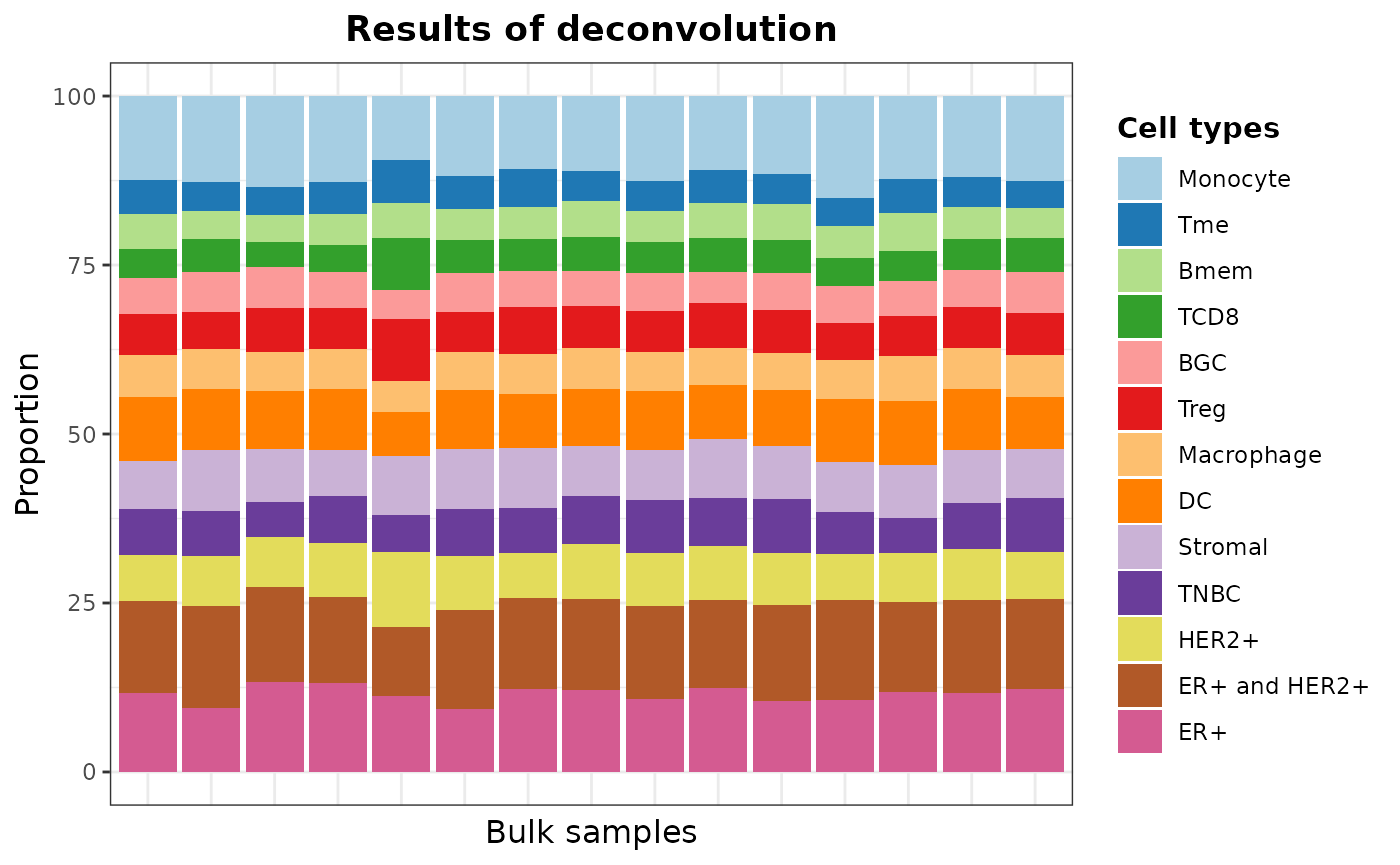 Results of deconvolution
100
75
50
25
0
Proportion
Bulk samples
Cell types
Monocyte
Tme
Bmem
TCD8
BGC
Treg
Macrophage
DC
Stromal
TNBC
HER2+
ER+ and HER2+
ER+